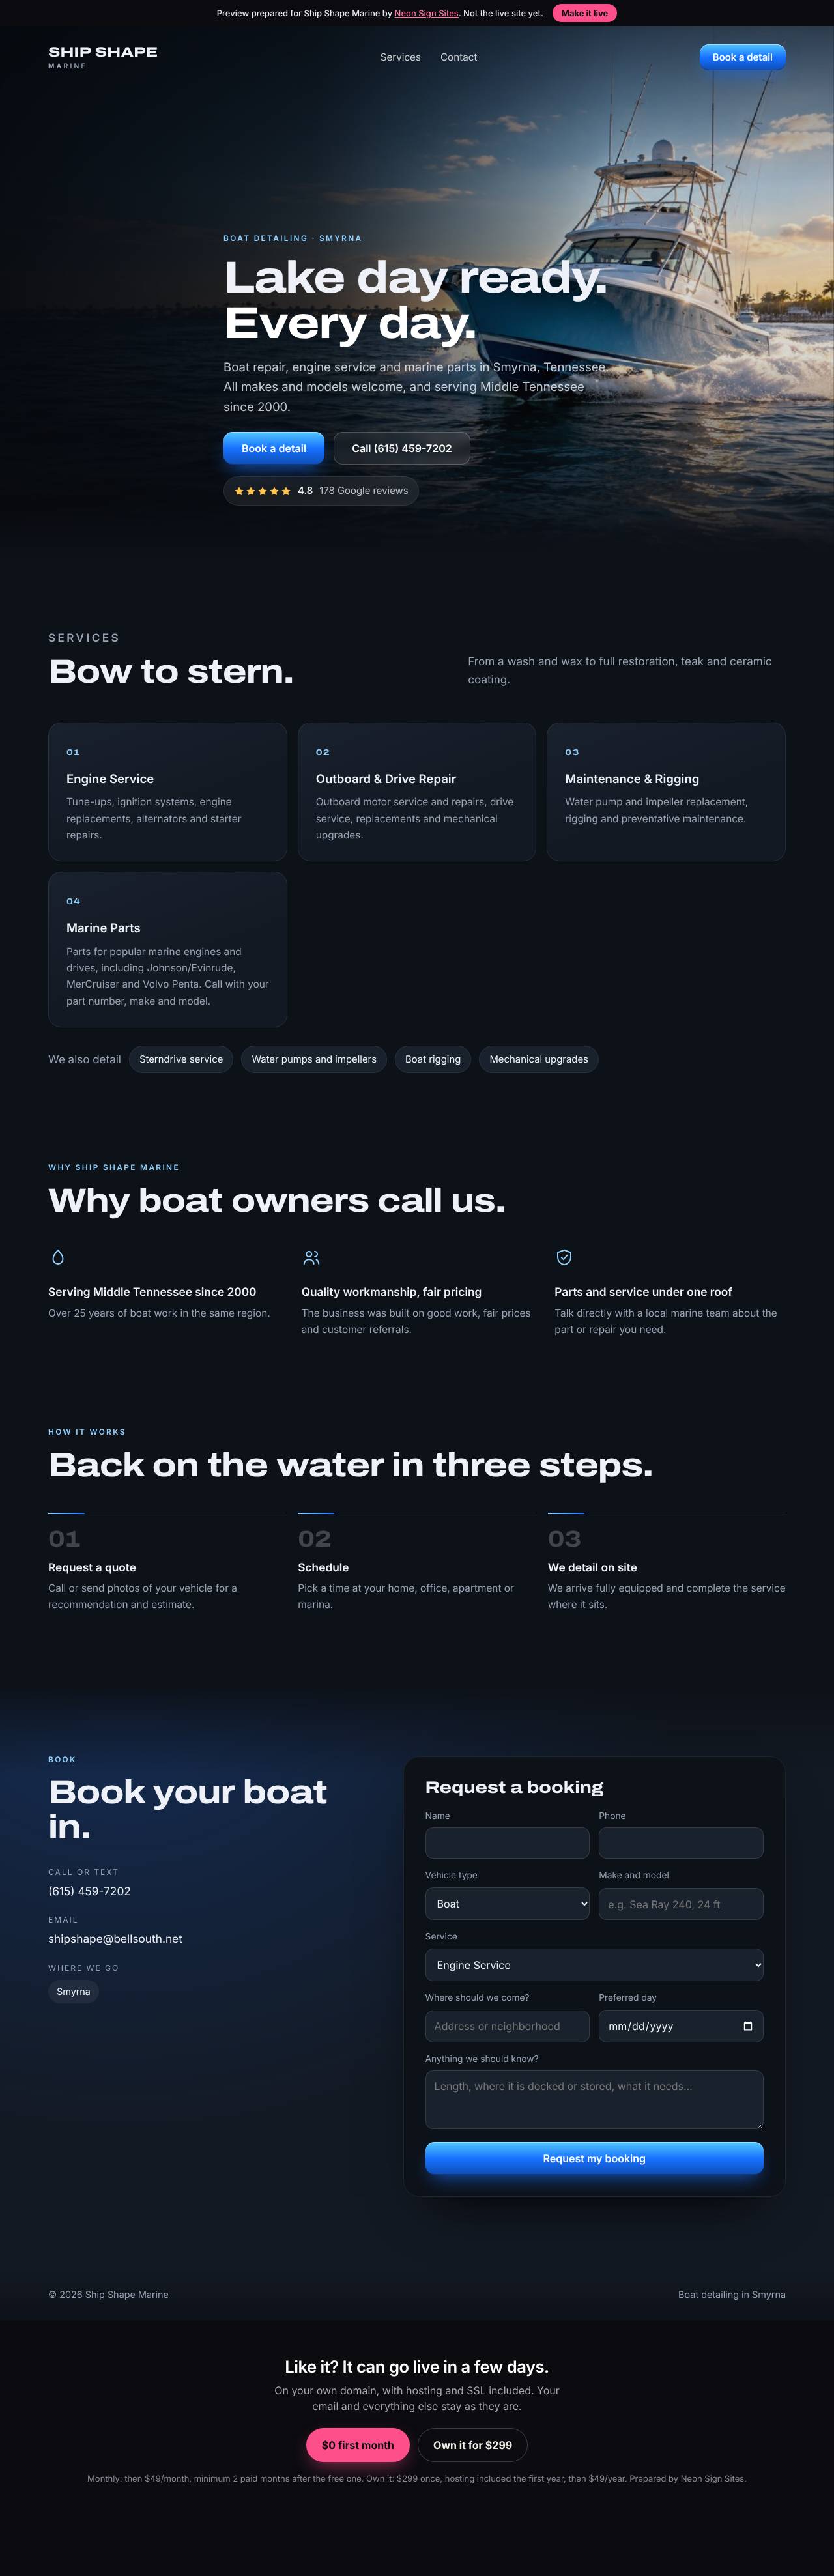 Preview prepared for Ship Shape Marine by Neon Sign Sites. Not the live site yet. Make it live
SHIP SHAPE
MARINE
Services Contact
Book a detail
BOAT DETAILING · SMYRNA
Lake day ready.
Every day.
Boat repair, engine service and marine parts in Smyrna, Tennessee.
All makes and models welcome, and serving Middle Tennessee
since 2000.
Book a detail Call (615) 459-7202
4.8 178 Google reviews
SERVICES
Bow to stern.
From a wash and wax to full restoration, teak and ceramic
coating.
01
Engine Service
Tune-ups, ignition systems, engine
replacements, alternators and starter
repairs.
02
Outboard & Drive Repair
Outboard motor service and repairs, drive
service, replacements and mechanical
upgrades.
03
Maintenance & Rigging
Water pump and impeller replacement,
rigging and preventative maintenance.
04
Marine Parts
Parts for popular marine engines and
drives, including Johnson/Evinrude,
MerCruiser and Volvo Penta. Call with your
part number, make and model.
We also detail Sterndrive service Water pumps and impellers Boat rigging Mechanical upgrades
WHY SHIP SHAPE MARINE
Why boat owners call us.
Serving Middle Tennessee since 2000
Over 25 years of boat work in the same region.
Quality workmanship, fair pricing
The business was built on good work, fair prices
and customer referrals.
Parts and service under one roof
Talk directly with a local marine team about the
part or repair you need.
HOW IT WORKS
Back on the water in three steps.
01
Request a quote
Call or send photos of your vehicle for a
recommendation and estimate.
02
Schedule
Pick a time at your home, office, apartment or
marina.
03
We detail on site
We arrive fully equipped and complete the service
where it sits.
BOOK
Book your boat
in.
CALL OR TEXT
(615) 459-7202
EMAIL
shipshape@bellsouth.net
WHERE WE GO
Smyrna
Request a booking
Name Phone
Vehicle type Make and model
Boat e.g. Sea Ray 240, 24 ft
Service
Engine Service
Where should we come? Preferred day
Address or neighborhood mm/dd/yyyy
Anything we should know?
Length, where it is docked or stored, what it needs...
Request my booking
© 2026 Ship Shape Marine
Boat detailing in Smyrna
Like it? It can go live in a few days.
On your own domain, with hosting and SSL included. Your
email and everything else stay as they are.
$0 first month Own it for $299
Monthly: then $49/month, minimum 2 paid months after the free one. Own it: $299 once, hosting included the first year, then $49/year. Prepared by Neon Sign Sites.